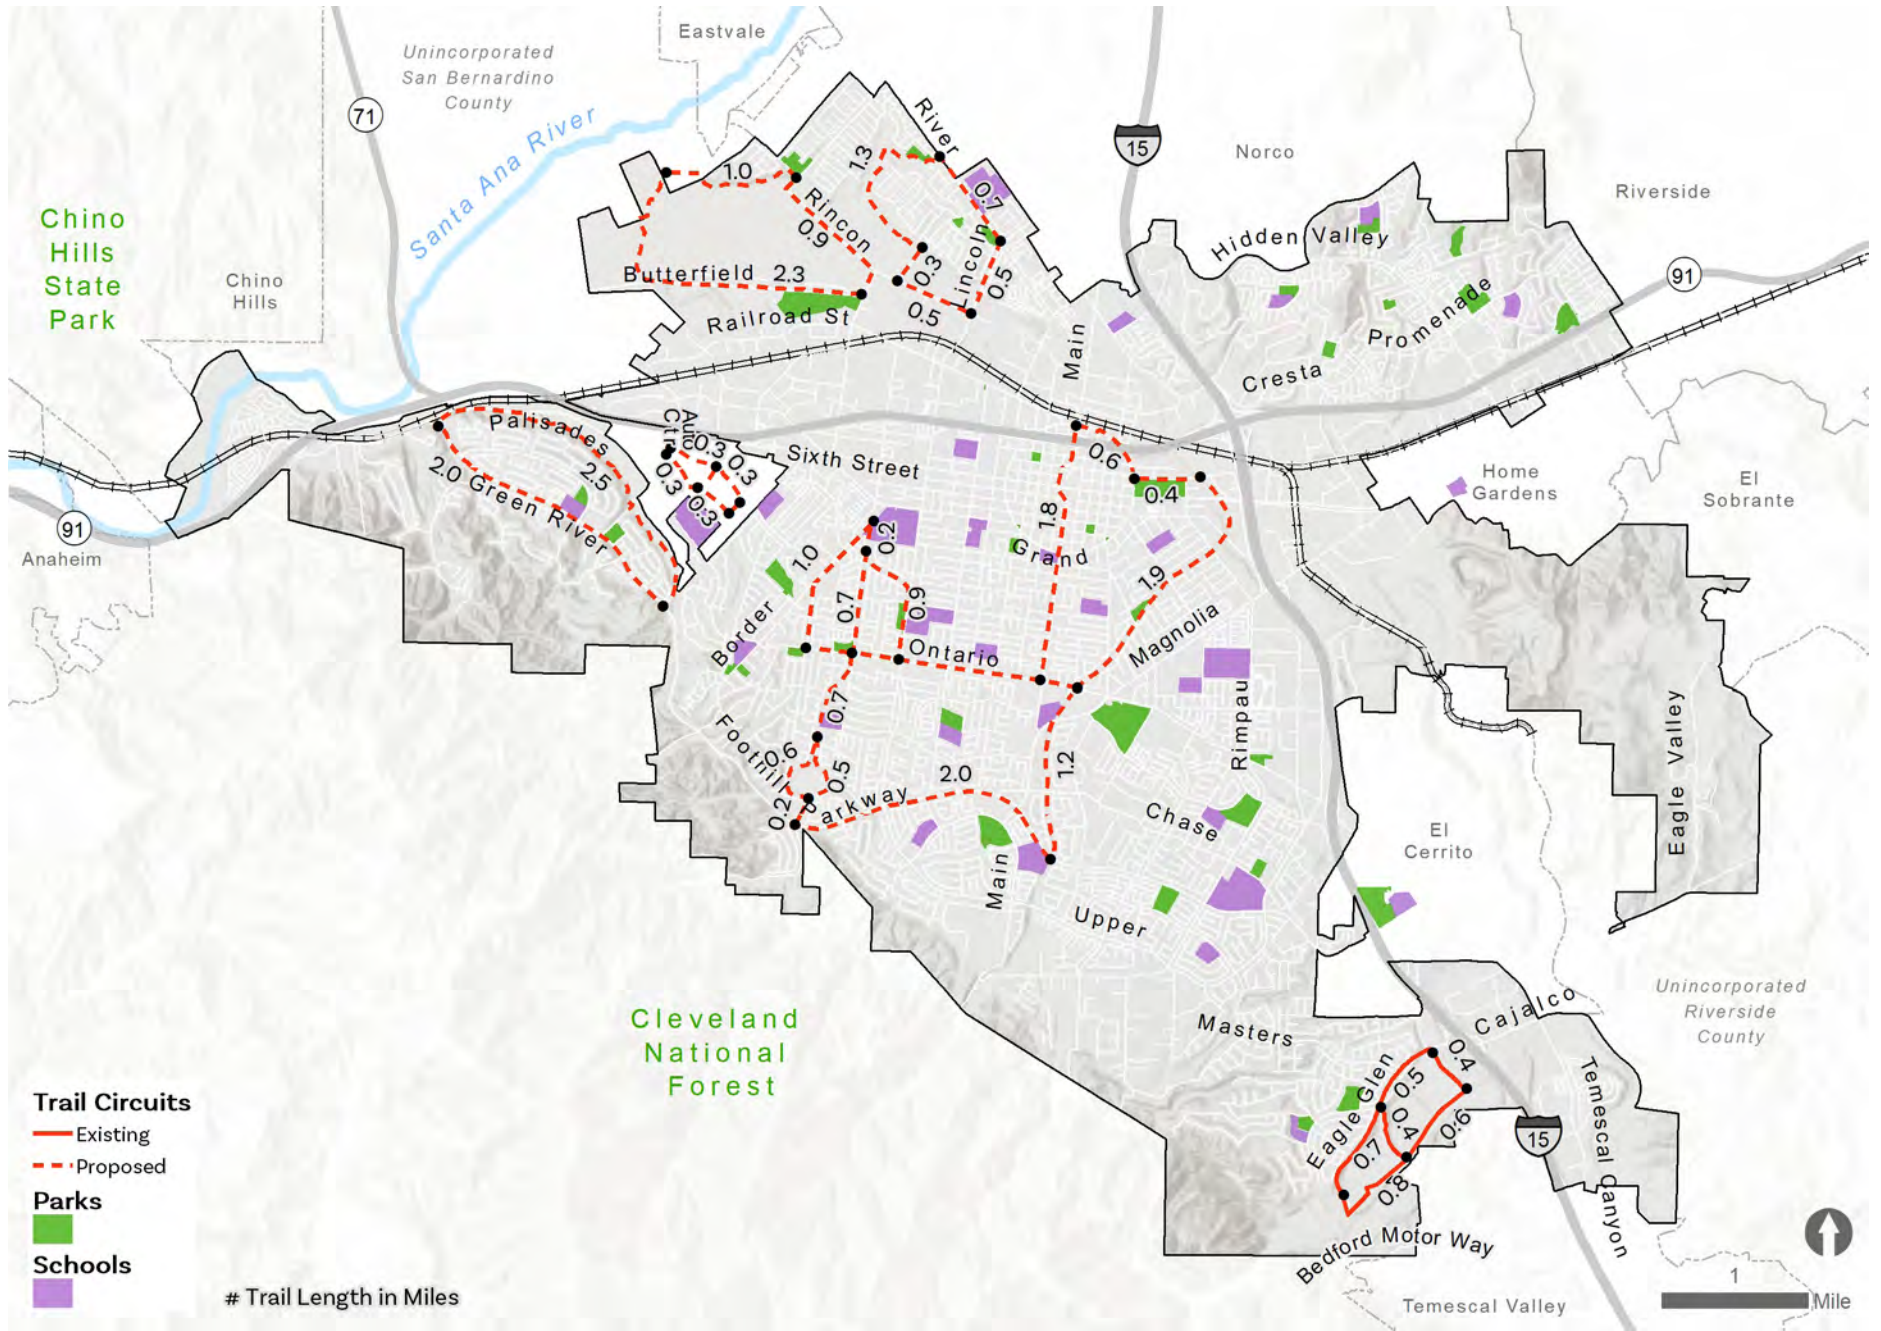 Eastvale
Unincorporated
San Bernardino
County
71
Santa Ana River
River
15
Norco
Riverside
1.0
1.3
0.7
Rincon
0.9
Lincoln
0.3
0.5
0.5
Butterfield
2.3
Railroad St
Chino
Hills
State
Park
Chino
Hills
Hidden Valley
Promenade
Cresta
91
Main
Palisades
2.5
2.0
Green River
Auto
Ctr
0.3
0.3
0.3
0.3
Sixth Street
0.6
0.4
Home
Gardens
El
Sobrante
91
Anaheim
0.2
1.0
0.7
0.9
1.8
Grand
1.9
Border
Ontario
Magnolia
Rimpau
0.7
Foothill Parkway
0.6
0.5
0.2
2.0
1.2
Chase
Eagle Valley
El
Cerrito
Main
Upper
Masters
Cleveland
National
Forest
Unincorporated
Riverside
County
Cajalco
0.4
0.5
Eagle Glen
0.4
0.6
0.7
0.8
15
Temescal Canyon
Bedford Motor Way
Temescal Valley
Trail Circuits
Existing
Proposed
Parks
Schools
# Trail Length in Miles
1
Mile